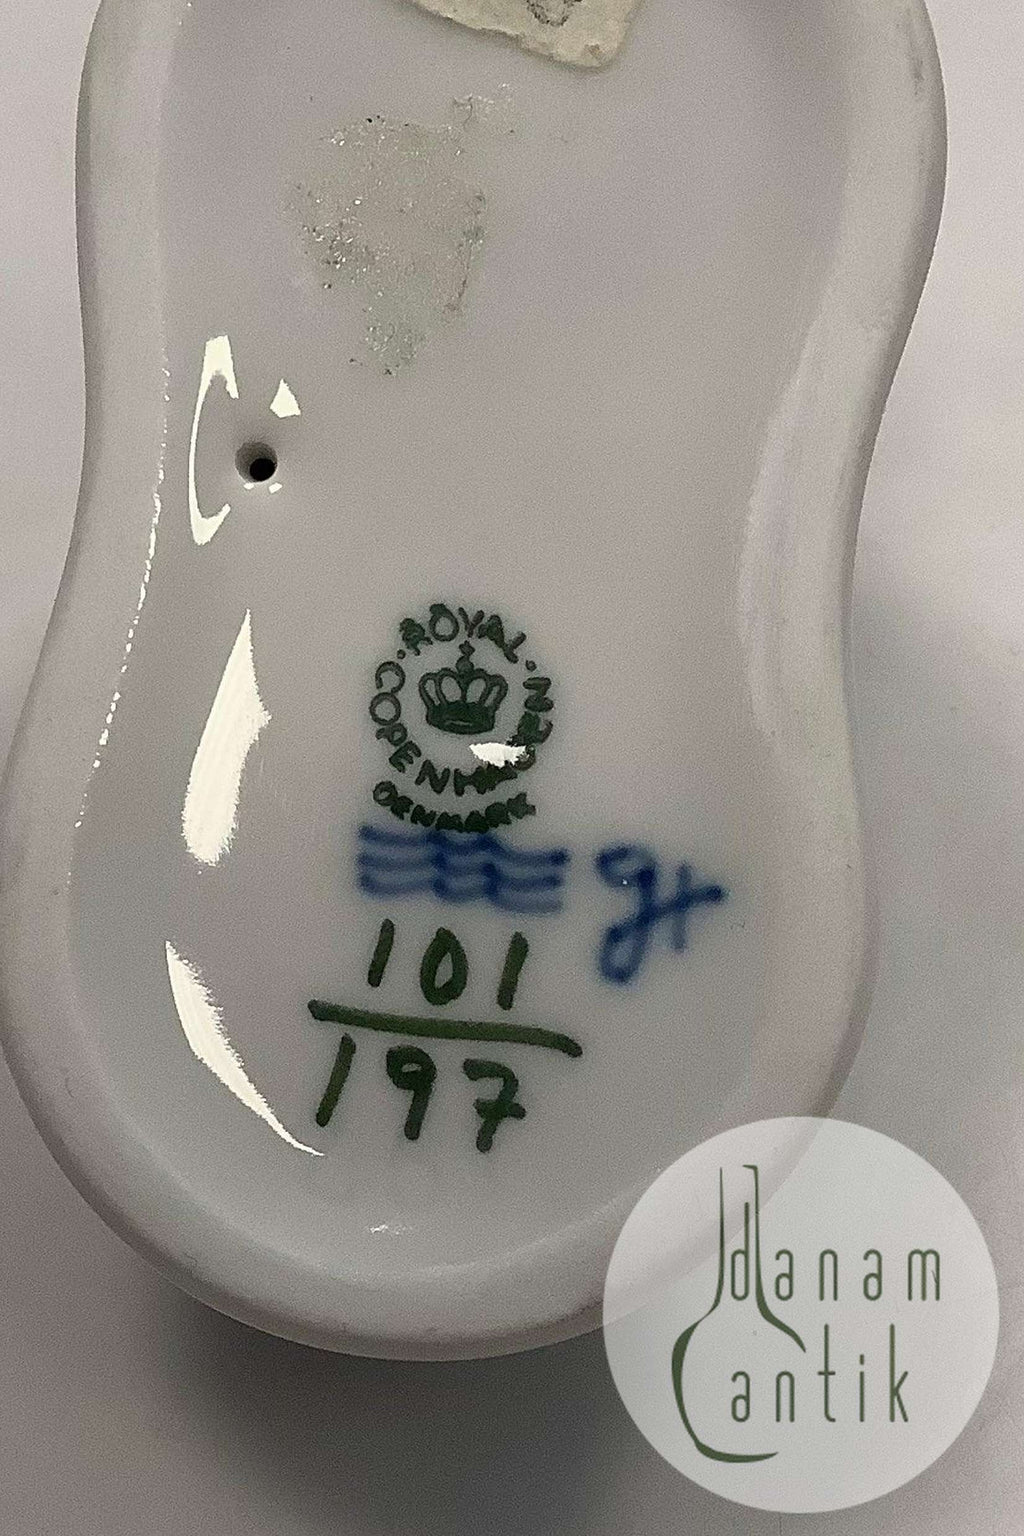 ROYAL
COPENHAGEN
DENMARK
101
197
danam
antik